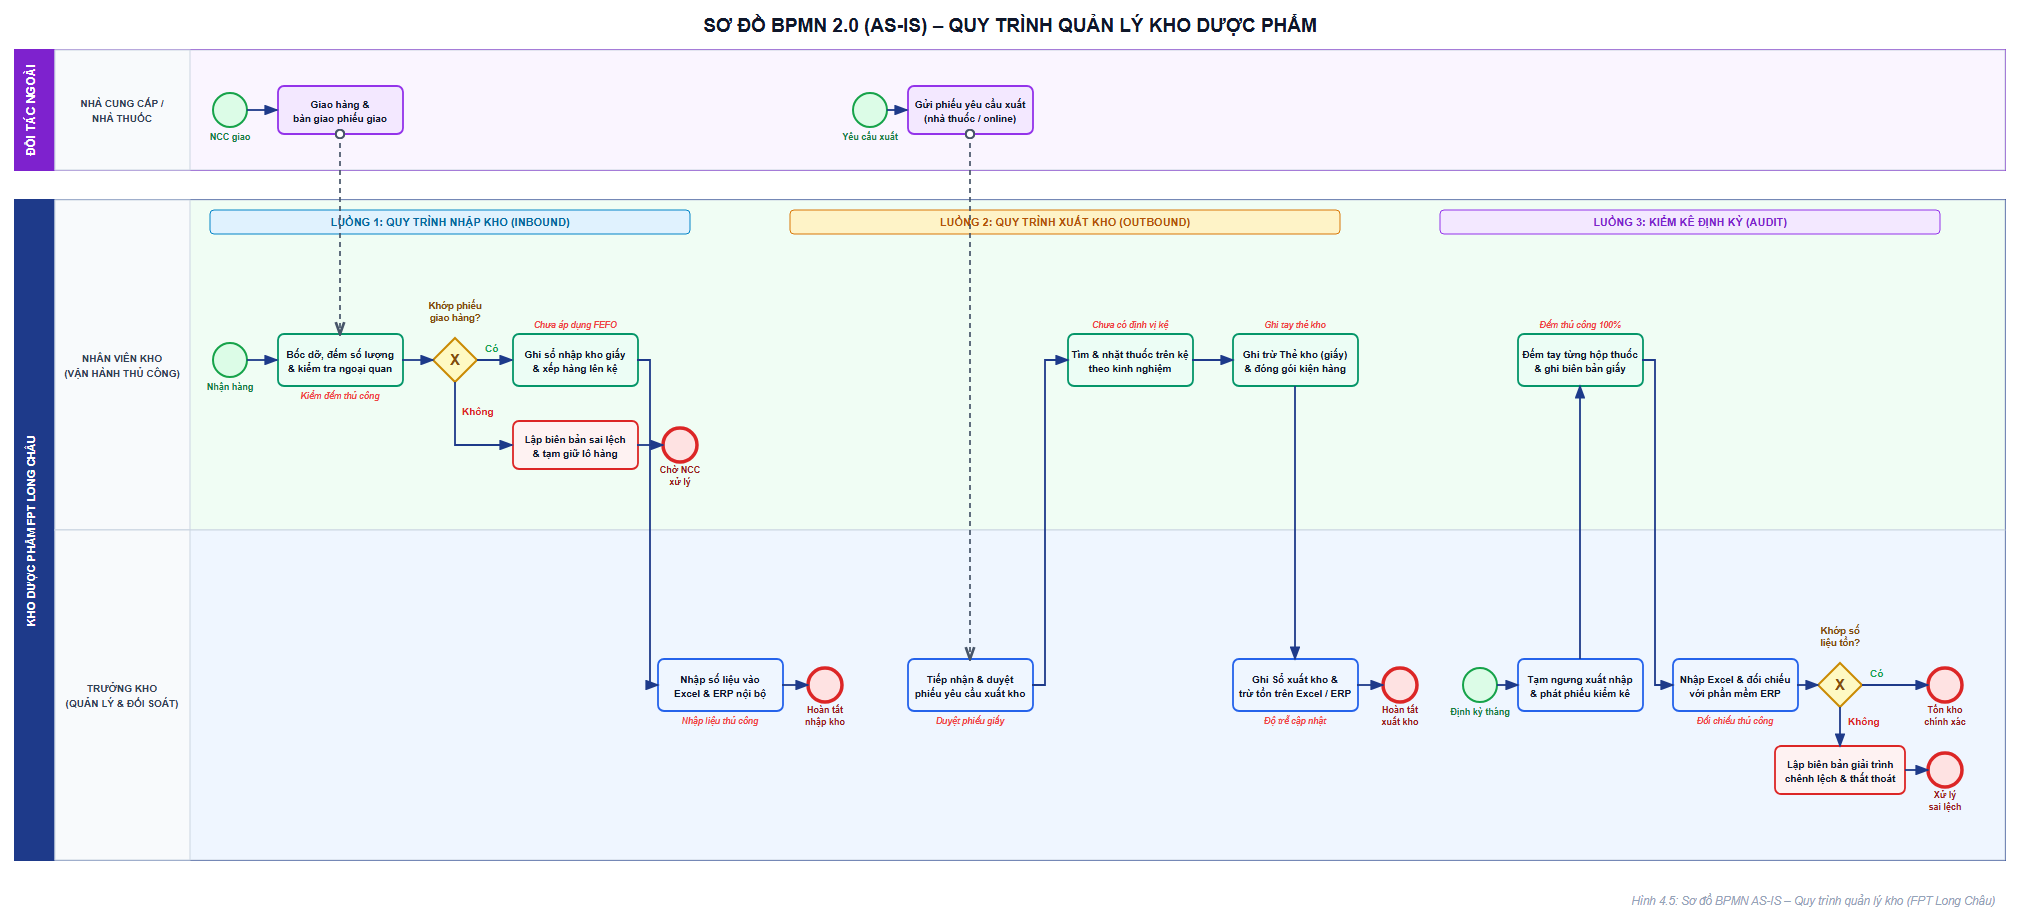 SƠ ĐỒ BPMN 2.0 (AS-IS) – QUY TRÌNH QUẢN LÝ KHO DƯỢC PHẨM
ĐỐI TÁC NGOÀI
NHÀ CUNG CẤP /
NHÀ THUỐC
NCC giao
Giao hàng &
bàn giao phiếu giao
Yêu cầu xuất
Gửi phiếu yêu cầu xuất
(nhà thuốc / online)
KHO DƯỢC PHẨM FPT LONG CHÂU
NHÂN VIÊN KHO
(VẬN HÀNH THỦ CÔNG)
LUỒNG 1: QUY TRÌNH NHẬP KHO (INBOUND)
LUỒNG 2: QUY TRÌNH XUẤT KHO (OUTBOUND)
LUỒNG 3: KIỂM KÊ ĐỊNH KỲ (AUDIT)
Nhận hàng
Bốc dỡ, đếm số lượng
& kiểm tra ngoại quan
Kiểm đếm thủ công
Khớp phiếu
giao hàng?
X
Có
Không
Chưa áp dụng FEFO
Ghi sổ nhập kho giấy
& xếp hàng lên kệ
Lập biên bản sai lệch
& tạm giữ lô hàng
Chờ NCC
xử lý
Chưa có định vị kệ
Tìm & nhặt thuốc trên kệ
theo kinh nghiệm
Ghi tay thẻ kho
Ghi trừ Thẻ kho (giấy)
& đóng gói kiện hàng
Đếm thủ công 100%
Đếm tay từng hộp thuốc
& ghi biên bản giấy
TRƯỞNG KHO
(QUẢN LÝ & ĐỐI SOÁT)
Nhập số liệu vào
Excel & ERP nội bộ
Nhập liệu thủ công
Hoàn tất
nhập kho
Tiếp nhận & duyệt
phiếu yêu cầu xuất kho
Duyệt phiếu giấy
Ghi Sổ xuất kho &
trừ tồn trên Excel / ERP
Độ trễ cập nhật
Hoàn tất
xuất kho
Định kỳ tháng
Tạm ngưng xuất nhập
& phát phiếu kiểm kê
Nhập Excel & đối chiếu
với phần mềm ERP
Đối chiếu thủ công
Khớp số
liệu tồn?
X
Có
Không
Tồn kho
chính xác
Lập biên bản giải trình
chênh lệch & thất thoát
Xử lý
sai lệch
Hình 4.5: Sơ đồ BPMN AS-IS – Quy trình quản lý kho (FPT Long Châu)